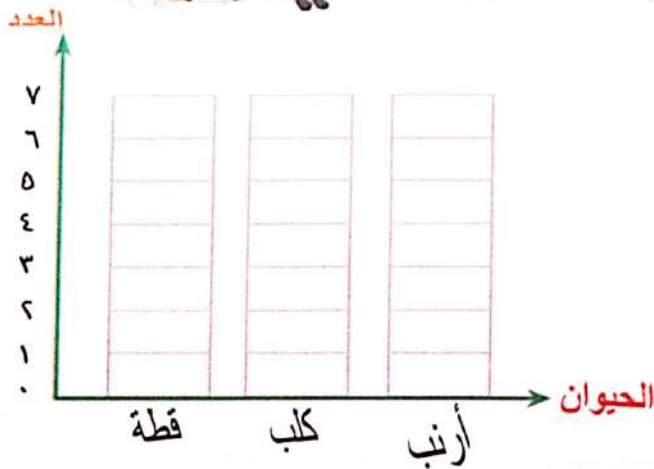 العدد
٧
٦
٥
٤
٣
٢
١
٠
الحيوان
قطة كلب أرنب